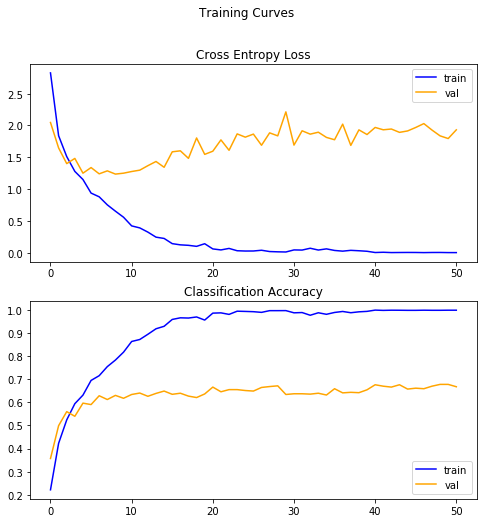 Training Curves
Cross Entropy Loss
train
val
2.5
2.0
1.5
1.0
0.5
0.0
0 10 20 30 40 50
Classification Accuracy
1.0
0.9
0.8
0.7
0.6
0.5
0.4
0.3
0.2
train
val
0 10 20 30 40 50